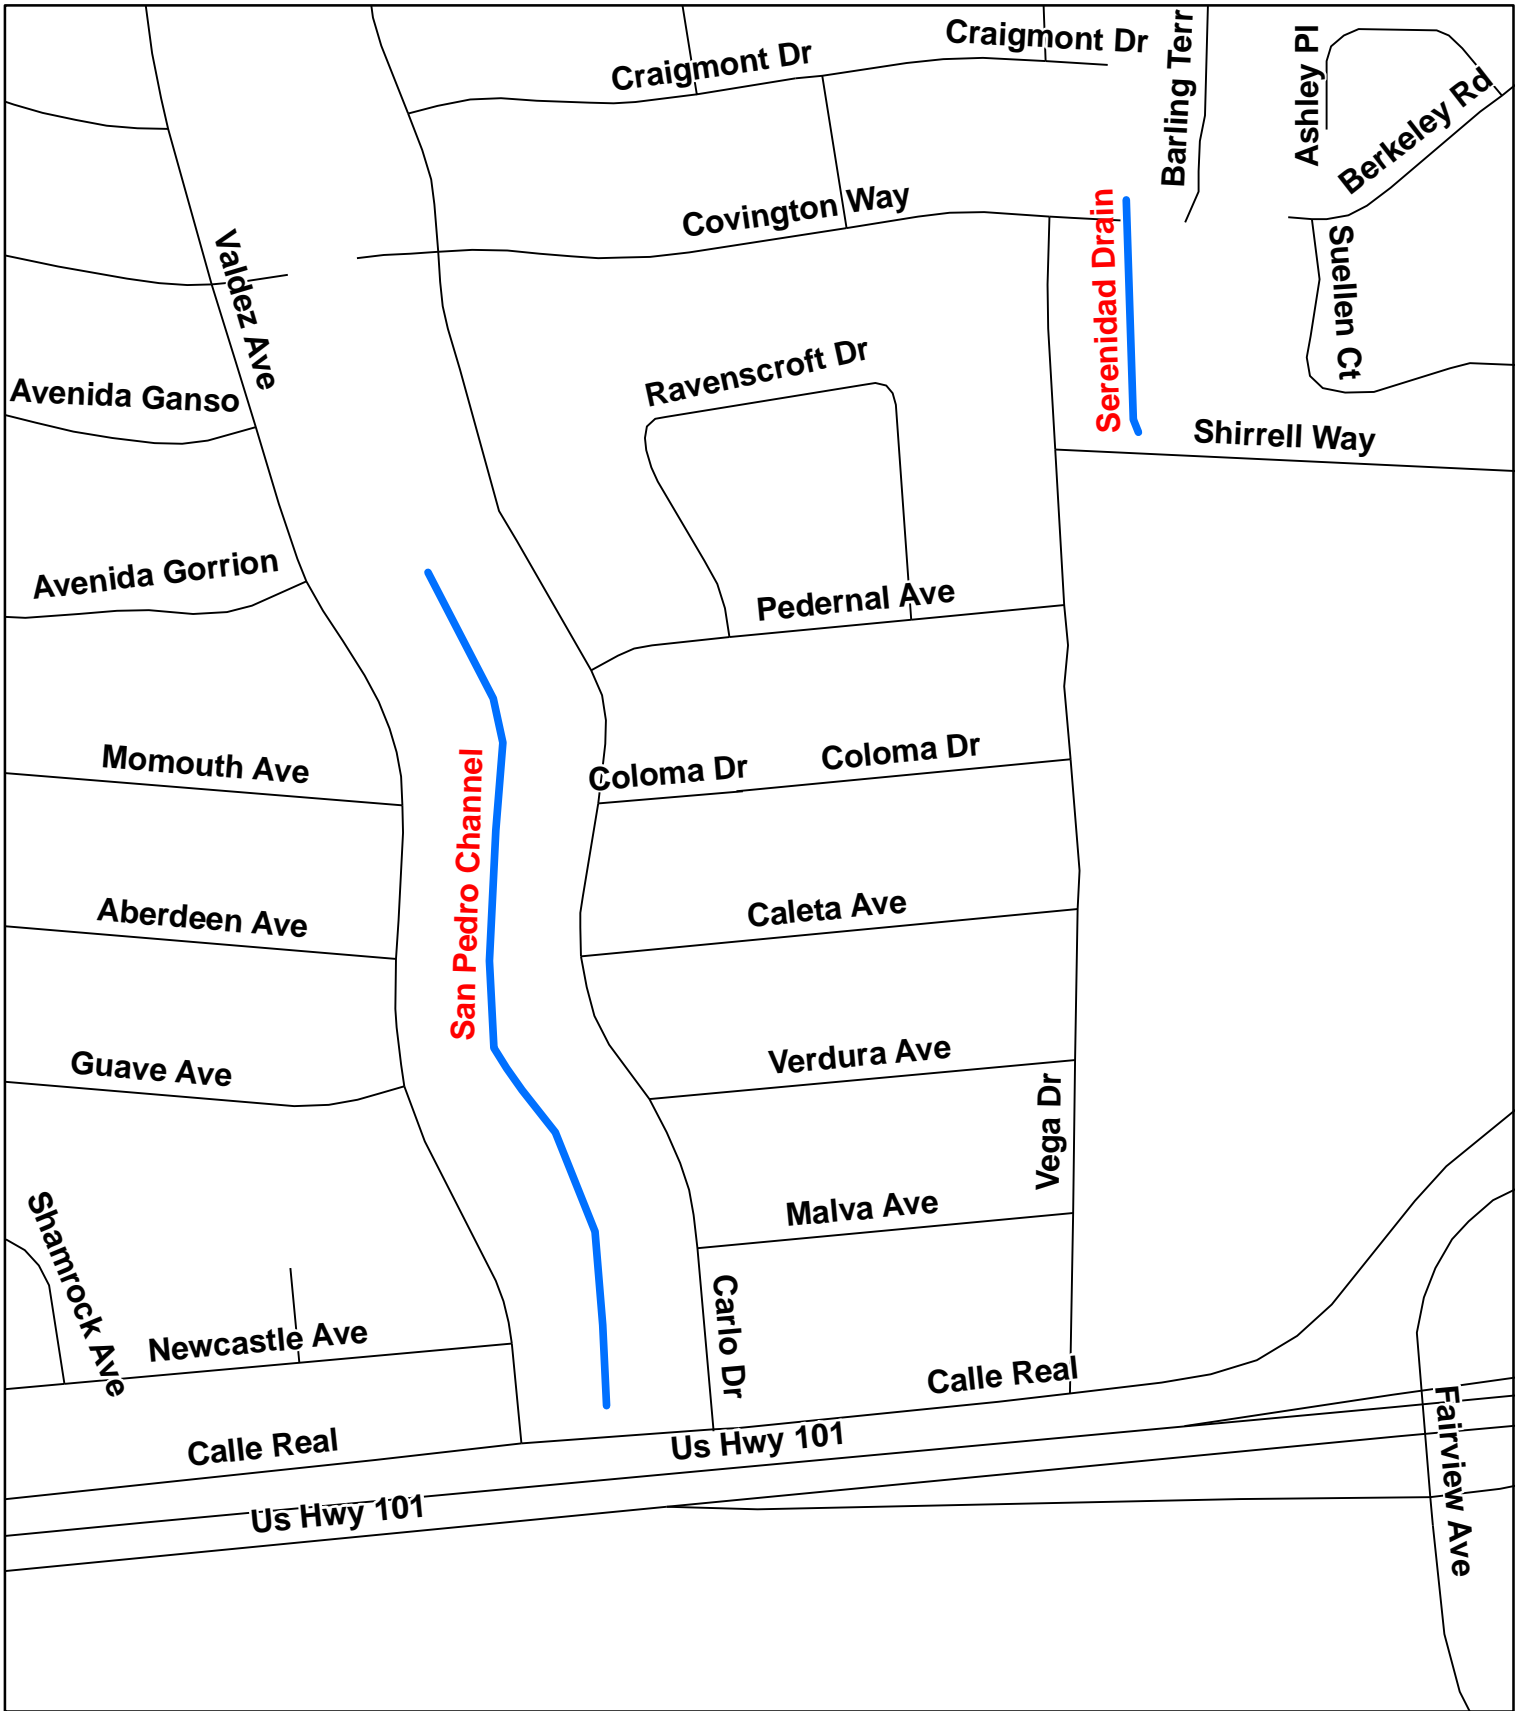 Craigmont Dr
Craigmont Dr
Barling Terr
Ashley Pl
Berkeley Rd
Covington Way
Serenidad Drain
Suellen Ct
Valdez Ave
Ravenscroft Dr
Avenida Ganso
Shirrell Way
Avenida Gorrion
Pedernal Ave
Momouth Ave
Coloma Dr
Coloma Dr
San Pedro Channel
Aberdeen Ave
Caleta Ave
Guave Ave
Verdura Ave
Vega Dr
Shamrock Ave
Malva Ave
Carlo Dr
Newcastle Ave
Calle Real
Calle Real
Us Hwy 101
Us Hwy 101
Fairview Ave